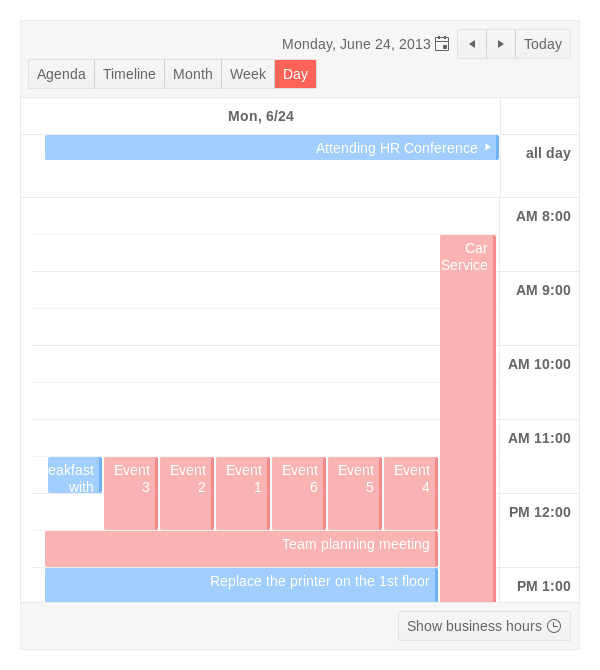 Monday, June 24, 2013
Today
Agenda
Timeline
Month
Week
Day
Mon, 6/24
all day
Attending HR Conference
AM 8:00
Car
Service
AM 9:00
AM 10:00
AM 11:00
eakfast
with
Event
3
Event
2
Event
1
Event
6
Event
5
Event
4
PM 12:00
Team planning meeting
Replace the printer on the 1st floor
PM 1:00
Show business hours